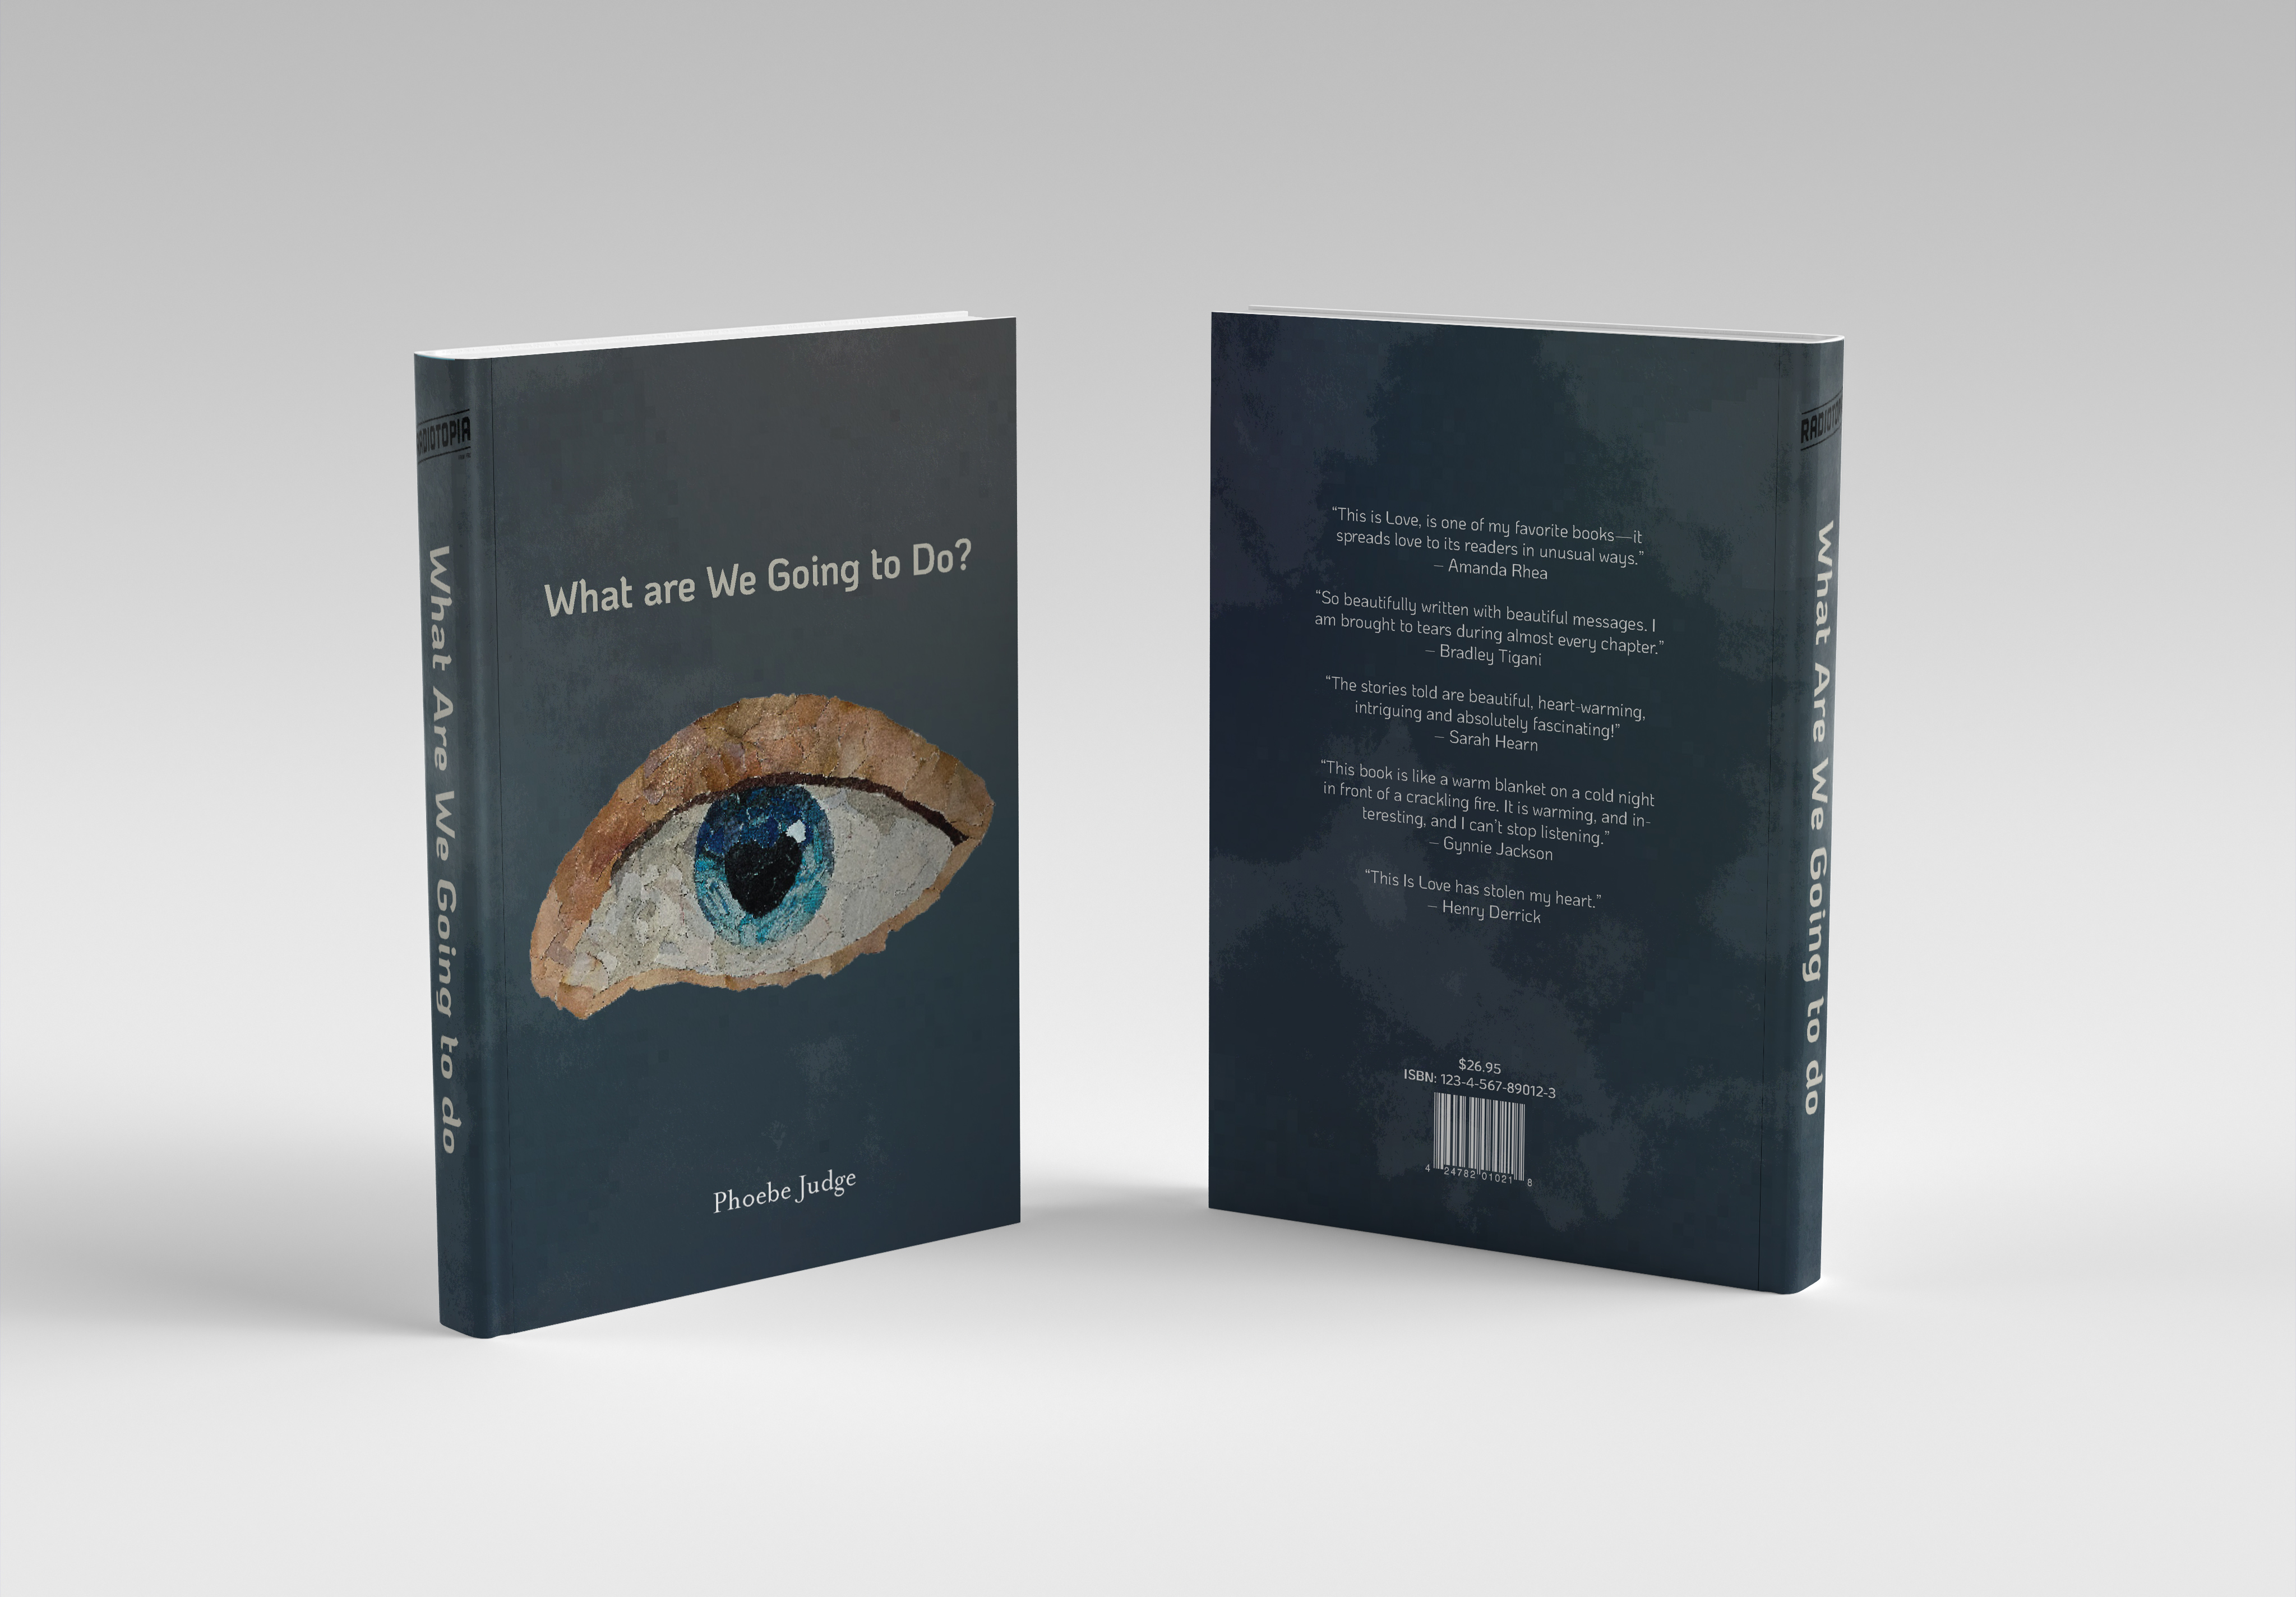 RADIOTOPIA
What Are We Going to do
What are We Going to Do?
Phoebe Judge
“This is Love, is one of my favorite books—it
spreads love to its readers in unusual ways.”
– Amanda Rhea
“So beautifully written with beautiful messages. I
am brought to tears during almost every chapter.”
– Bradley Tigani
“The stories told are beautiful, heart-warming,
intriguing and absolutely fascinating!”
– Sarah Hearn
“This book is like a warm blanket on a cold night
in front of a crackling fire. It is warming, and in-
teresting, and I can’t stop listening.”
– Gynnie Jackson
“This Is Love has stolen my heart.”
– Henry Derrick
$26.95
ISBN: 123-4-567-89012-3
4 24782 01021 8
RADIOTOP
What Are We Going to do